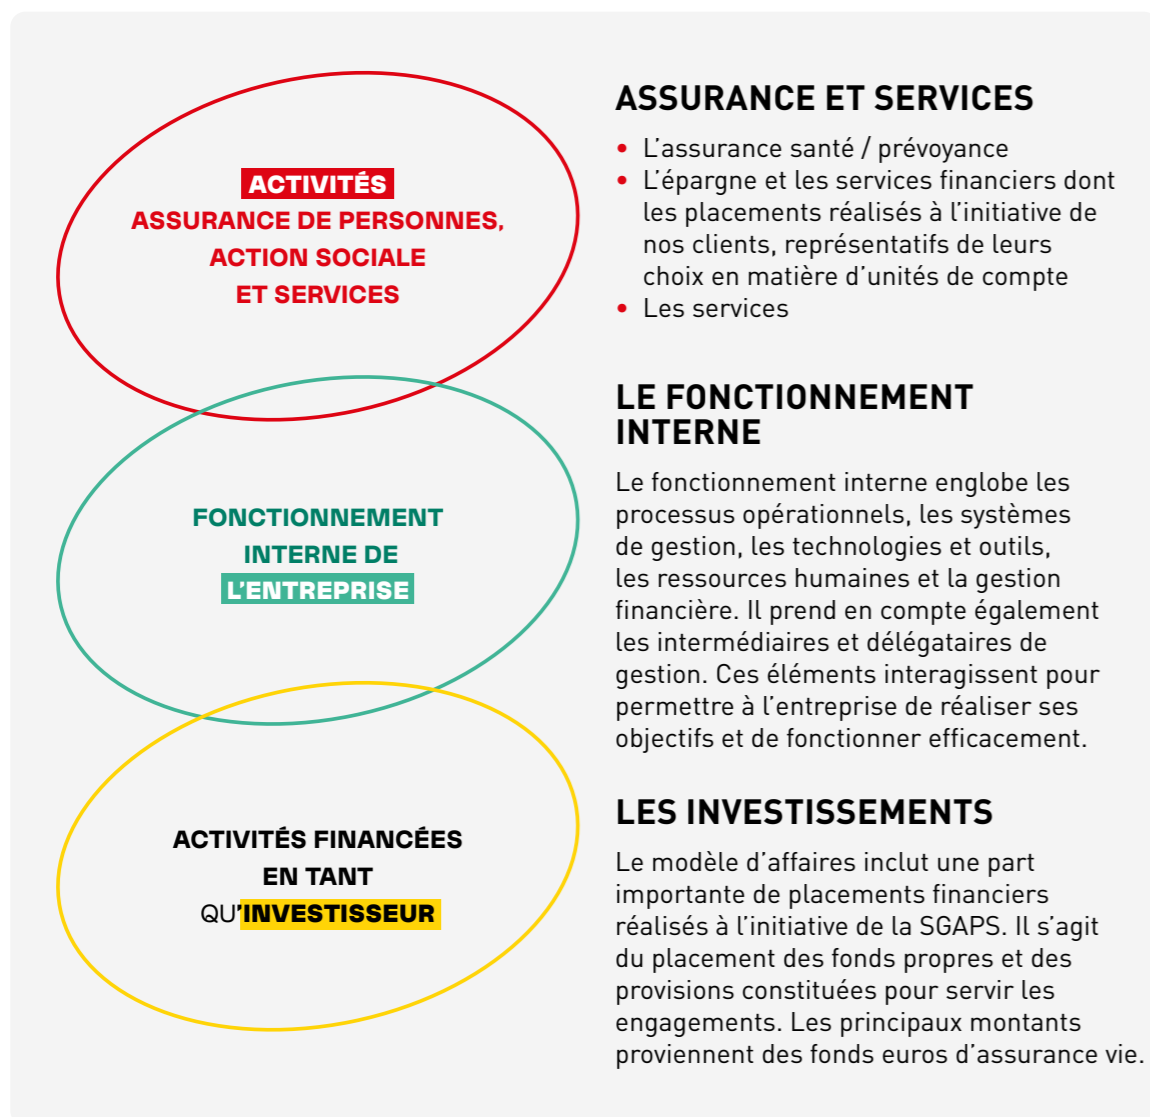 ACTIVITÉS
ASSURANCE DE PERSONNES,
ACTION SOCIALE
ET SERVICES
ASSURANCE ET SERVICES
• L’assurance santé / prévoyance
• L’épargne et les services financiers dont
les placements réalisés à l’initiative de
nos clients, représentatifs de leurs
choix en matière d’unités de compte
• Les services
FONCTIONNEMENT
INTERNE DE
L’ENTREPRISE
LE FONCTIONNEMENT
INTERNE
Le fonctionnement interne englobe les
processus opérationnels, les systèmes
de gestion, les technologies et outils,
les ressources humaines et la gestion
financière. Il prend en compte également
les intermédiaires et délégataires de
gestion. Ces éléments interagissent pour
permettre à l’entreprise de réaliser ses
objectifs et de fonctionner efficacement.
ACTIVITÉS FINANCÉES
EN TANT
QU’INVESTISSEUR
LES INVESTISSEMENTS
Le modèle d’affaires inclut une part
importante de placements financiers
réalisés à l’initiative de la SGAPS. Il s’agit
du placement des fonds propres et des
provisions constituées pour servir les
engagements. Les principaux montants
proviennent des fonds euros d’assurance vie.